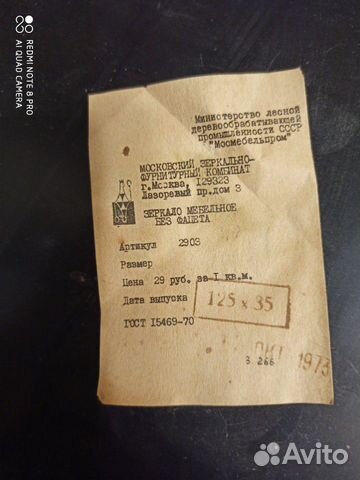 REDMI NOTE 8 PRO
AI QUAD CAMERA
Министерство лесной
деревообрабатывающей
промышленности СССР
"Мосмебельпром"
МОСКОВСКИЙ ЗЕРКАЛЬНО-
ФУРНИТУРНЫЙ КОМБИНАТ
г.Москва, 129323
Лазоревый пр.дом 3
ЗЕРКАЛО МЕБЕЛЬНОЕ
БЕЗ ФАЦЕТА
Артикул 2903
Размер
Цена 29 руб. за I кв.м.
Дата выпуска
125 x 35
ГОСТ 15469-70
ОКТ 1973
3 266
Avito